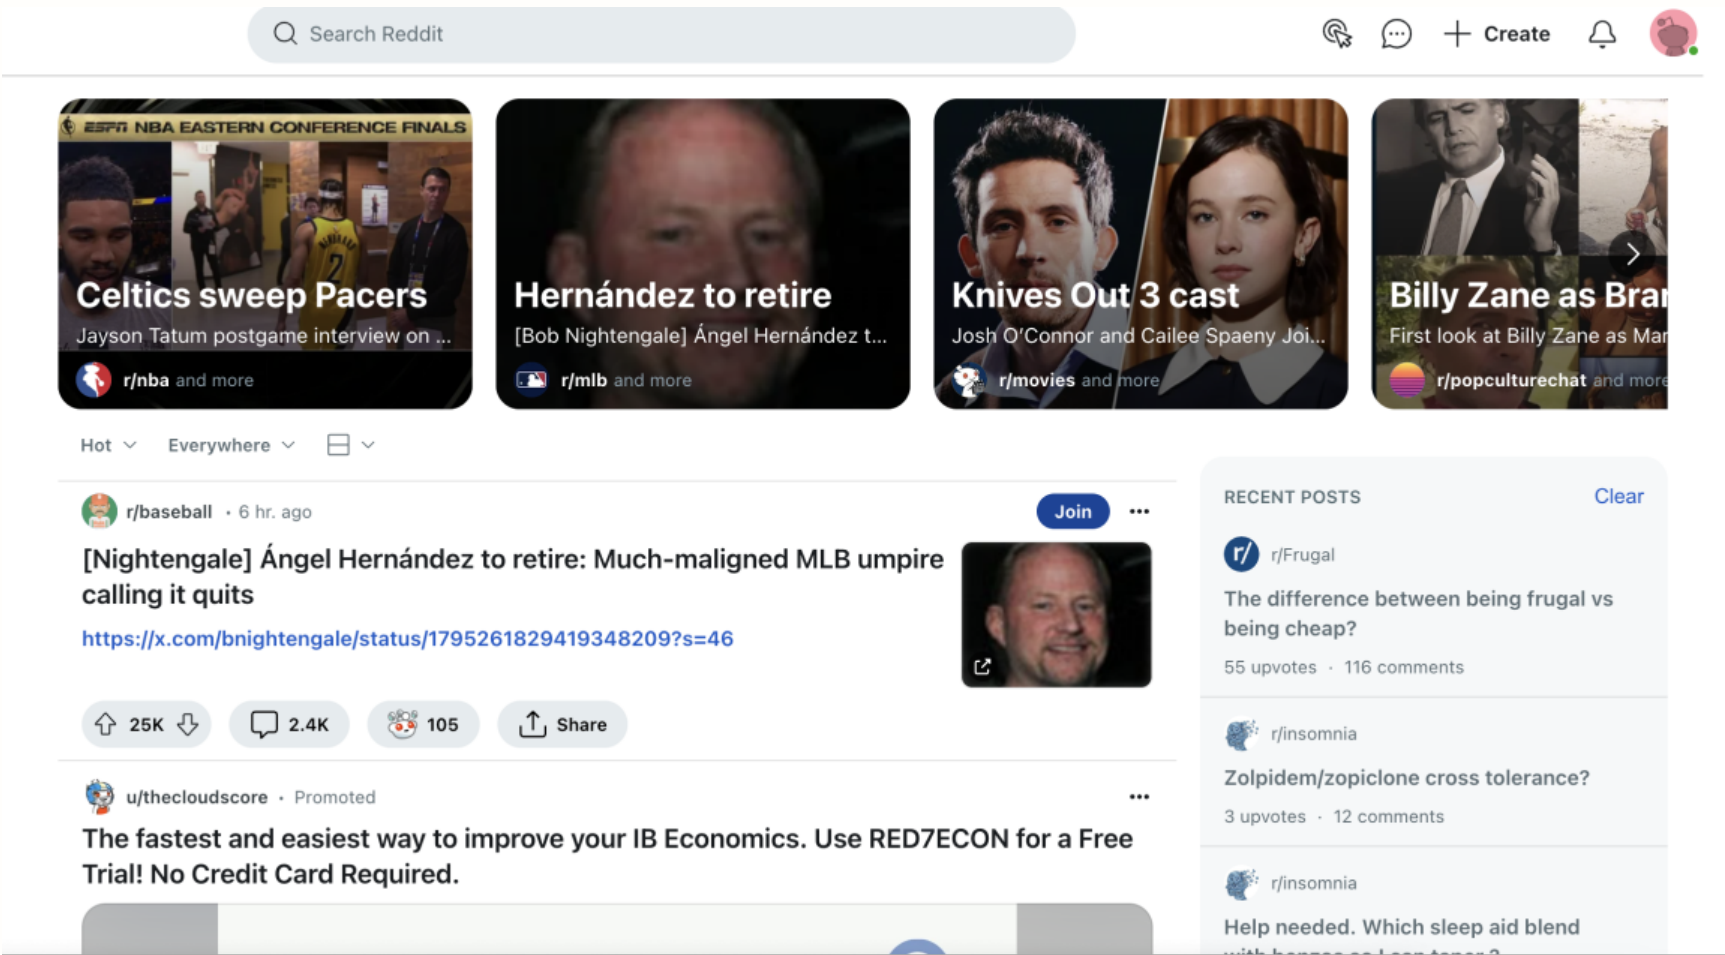 Search Reddit
Create
ESPN NBA EASTERN CONFERENCE FINALS
2
Celtics sweep Pacers
Jayson Tatum postgame interview on ...
r/nba and more
Hernández to retire
[Bob Nightengale] Ángel Hernández t...
r/mlb and more
Knives Out 3 cast
Josh O'Connor and Cailee Spaeny Joi...
r/movies and more
Billy Zane as Brar
First look at Billy Zane as Mar
r/popculturechat and more
Hot
Everywhere
r/baseball · 6 hr. ago
Join
[Nightengale] Ángel Hernández to retire: Much-maligned MLB umpire
calling it quits
https://x.com/bnightengale/status/1795261829419348209?s=46
25K
2.4K
105
Share
u/thecloudscore · Promoted
The fastest and easiest way to improve your IB Economics. Use RED7ECON for a Free
Trial! No Credit Card Required.
RECENT POSTS
Clear
r/
r/Frugal
The difference between being frugal vs
being cheap?
55 upvotes · 116 comments
r/insomnia
Zolpidem/zopiclone cross tolerance?
3 upvotes · 12 comments
r/insomnia
Help needed. Which sleep aid blend